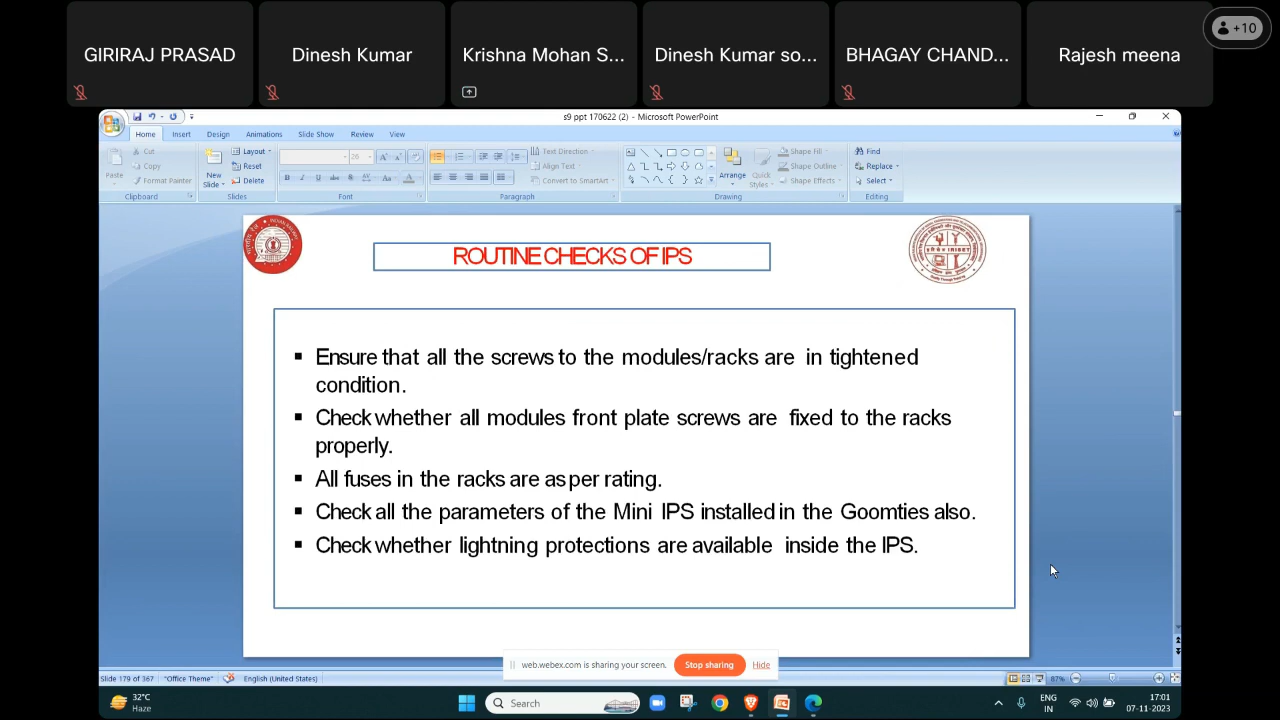 GIRIRAJ PRASAD
Dinesh Kumar
Krishna Mohan S...
Dinesh Kumar so...
BHAGAY CHAND...
Rajesh meena
+10
s9 ppt 170622 (2) - Microsoft PowerPoint
Home Insert Design Animations Slide Show Review View
Paste
Cut
Copy
Format Painter
Clipboard
New Slide
Layout
Reset
Delete
Slides
26
Font
Text Direction
Align Text
Convert to SmartArt
Paragraph
Arrange
Quick Styles
Shape Fill
Shape Outline
Shape Effects
Drawing
Find
Replace
Select
Editing
ROUTINE CHECKS OF IPS
▪ Ensure that all the screws to the modules/racks are in tightened
condition.
▪ Check whether all modules front plate screws are fixed to the racks
properly.
▪ All fuses in the racks are as per rating.
▪ Check all the parameters of the Mini IPS installed in the Goomties also.
▪ Check whether lightning protections are available inside the IPS.
web.webex.com is sharing your screen. Stop sharing Hide
Slide 179 of 367 "Office Theme" English (United States) 87%
32°C
Haze
Search
ENG
IN
17:01
07-11-2023